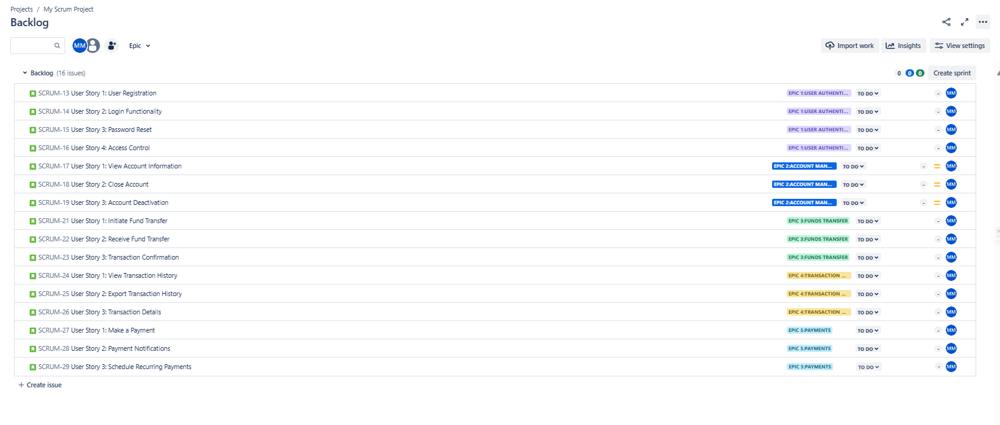 Projects / My Scrum Project
Backlog
MM Epic
Import work Insights View settings
Backlog (16 issues) 0 0 0 Create sprint
SCRUM-13 User Story 1: User Registration EPIC 1:USER AUTHENTI... TO DO - MM
SCRUM-14 User Story 2: Login Functionality EPIC 1:USER AUTHENTI... TO DO - MM
SCRUM-15 User Story 3: Password Reset EPIC 1:USER AUTHENTI... TO DO - MM
SCRUM-16 User Story 4: Access Control EPIC 1:USER AUTHENTI... TO DO - MM
SCRUM-17 User Story 1: View Account Information EPIC 2:ACCOUNT MAN... TO DO - MM
SCRUM-18 User Story 2: Close Account EPIC 2:ACCOUNT MAN... TO DO - MM
SCRUM-19 User Story 3: Account Deactivation EPIC 2:ACCOUNT MAN... TO DO - MM
SCRUM-21 User Story 1: Initiate Fund Transfer EPIC 3:FUNDS TRANSFER TO DO - MM
SCRUM-22 User Story 2: Receive Fund Transfer EPIC 3:FUNDS TRANSFER TO DO - MM
SCRUM-23 User Story 3: Transaction Confirmation EPIC 3:FUNDS TRANSFER TO DO - MM
SCRUM-24 User Story 1: View Transaction History EPIC 4:TRANSACTION ... TO DO - MM
SCRUM-25 User Story 2: Export Transaction History EPIC 4:TRANSACTION ... TO DO - MM
SCRUM-26 User Story 3: Transaction Details EPIC 4:TRANSACTION ... TO DO - MM
SCRUM-27 User Story 1: Make a Payment EPIC 5:PAYMENTS TO DO - MM
SCRUM-28 User Story 2: Payment Notifications EPIC 5:PAYMENTS TO DO - MM
SCRUM-29 User Story 3: Schedule Recurring Payments EPIC 5:PAYMENTS TO DO - MM
+ Create issue